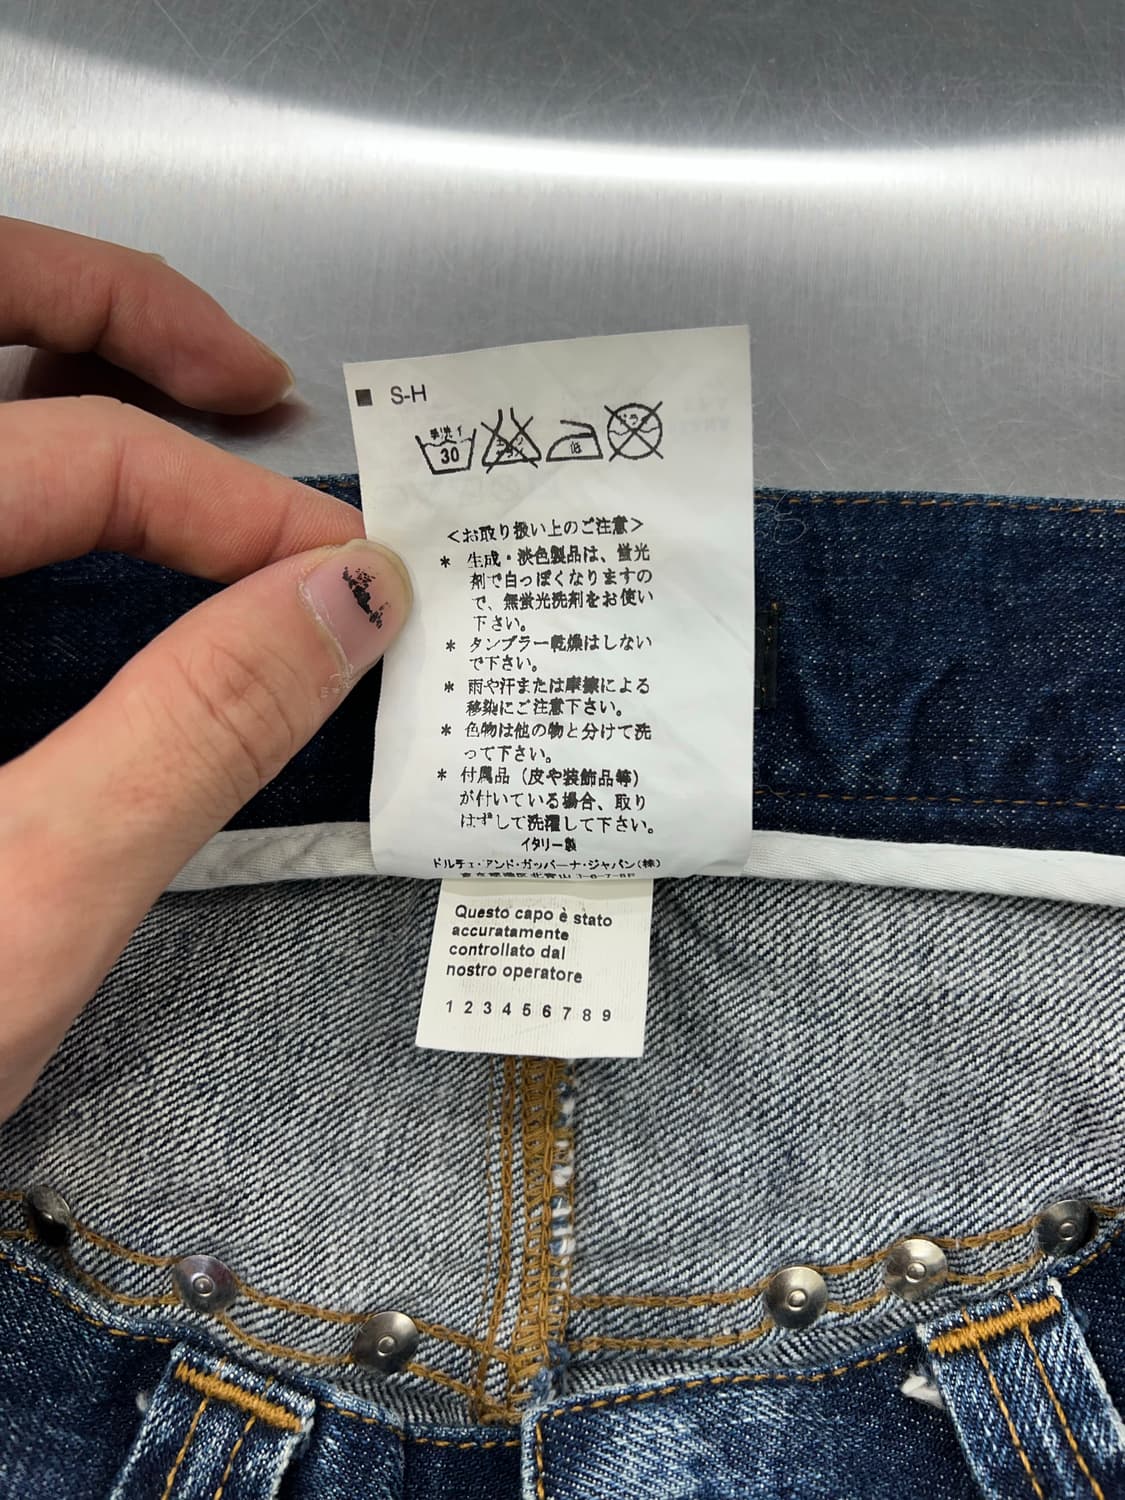 S-H
30
低
<お取り扱い上のご注意>
* 生成・淡色製品は、蛍光
剤で白っぽくなりますの
で、無蛍光洗剤をお使い
下さい。
* タンブラー乾燥はしない
で下さい。
* 雨や汗または摩擦による
移染にご注意下さい。
* 色物は他の物と分けて洗
って下さい。
* 付属品（皮や装飾品等）
が付いている場合、取り
はずして洗濯して下さい。
イタリー製
ドルチェ・アンド・ガッバーナ・ジャパン(株)
Questo capo è stato
accuratamente
controllato dal
nostro operatore
1 2 3 4 5 6 7 8 9